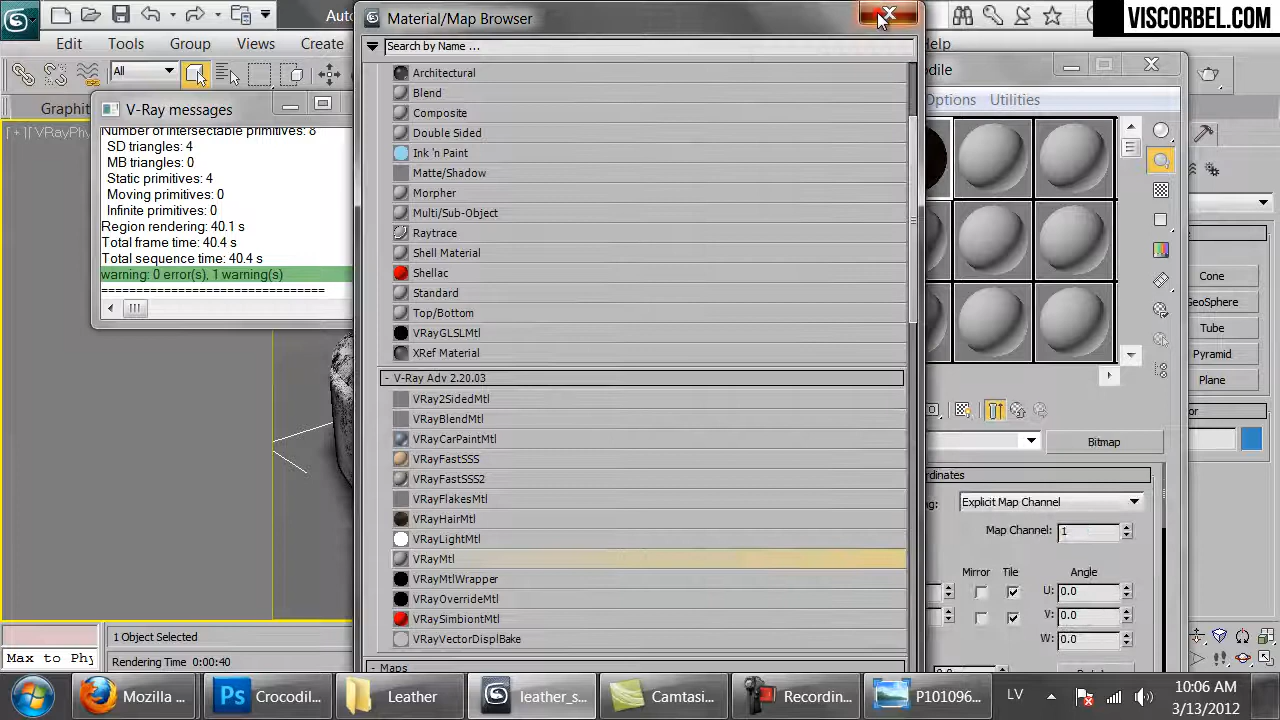 Auto
Material/Map Browser
VISCORBEL.COM
Edit
Tools
Group
Views
Create
Search by Name ...
Help
All
V-Ray messages
Options
Utilities
Graphit
[ + ] [ VRayPhy
Number of intersectable primitives: 8
SD triangles: 4
MB triangles: 0
Static primitives: 4
Moving primitives: 0
Infinite primitives: 0
Region rendering: 40.1 s
Total frame time: 40.4 s
Total sequence time: 40.4 s
warning: 0 error(s), 1 warning(s)
==============================
Architectural
Blend
Composite
Double Sided
Ink 'n Paint
Matte/Shadow
Morpher
Multi/Sub-Object
Raytrace
Shell Material
Shellac
Standard
Top/Bottom
VRayGLSLMtl
XRef Material
- V-Ray Adv 2.20.03
VRay2SidedMtl
VRayBlendMtl
VRayCarPaintMtl
VRayFastSSS
VRayFastSSS2
VRayFlakesMtl
VRayHairMtl
VRayLightMtl
VRayMtl
VRayMtlWrapper
VRayOverrideMtl
VRaySimbiontMtl
VRayVectorDisplBake
- Maps
Cone
GeoSphere
Tube
Pyramid
Plane
Bitmap
Explicit Map Channel
Map Channel: 1
Mirror
Tile
Angle
U: 0.0
V: 0.0
W: 0.0
1 Object Selected
Max to Phy
Rendering Time 0:00:40
Mozilla ...
Crocodil...
Leather
leather_s...
Camtasi...
Recordin...
P101096...
LV
10:06 AM
3/13/2012